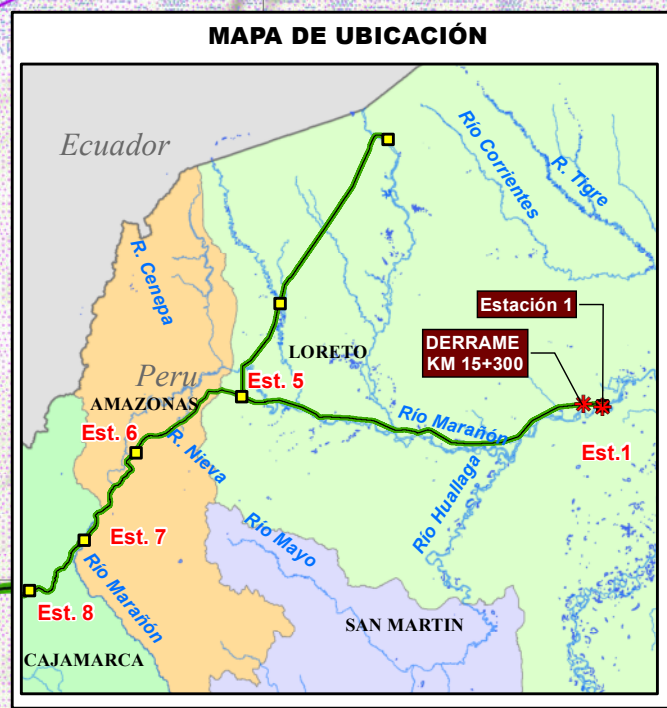 MAPA DE UBICACIÓN
Ecuador
Río Corrientes
R. Tigre
R. Cenepa
Estación 1
DERRAME
KM 15+300
LORETO
Peru
Est. 5
AMAZONAS
Río Marañón
Est. 6
Est.1
R. Nieva
Río Huallaga
Río Mayo
Est. 7
Río Marañón
Est. 8
SAN MARTIN
CAJAMARCA